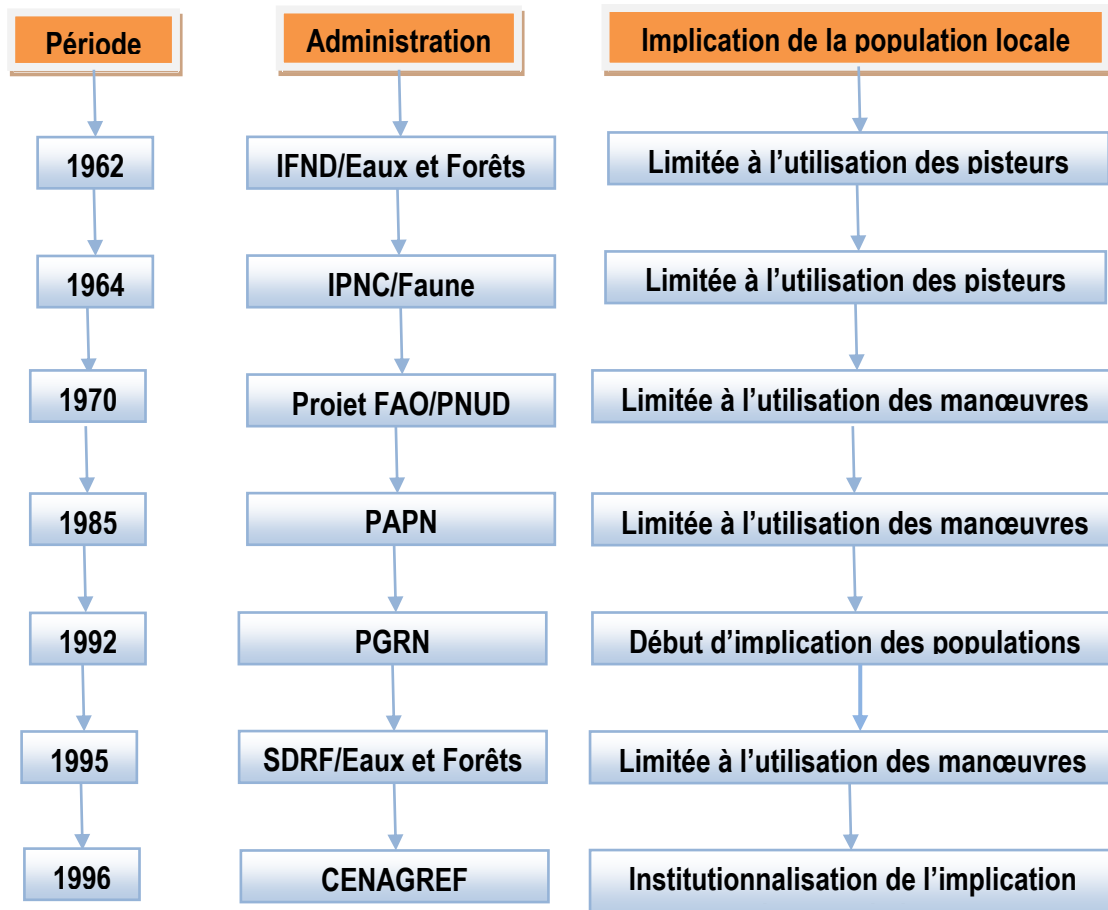 Période
Administration
Implication de la population locale
1962
IFND/Eaux et Forêts
Limitée à l'utilisation des pisteurs
1964
IPNC/Faune
Limitée à l'utilisation des pisteurs
1970
Projet FAO/PNUD
Limitée à l'utilisation des manœuvres
1985
PAPN
Limitée à l'utilisation des manœuvres
1992
PGRN
Début d'implication des populations
1995
SDRF/Eaux et Forêts
Limitée à l'utilisation des manœuvres
1996
CENAGREF
Institutionnalisation de l'implication